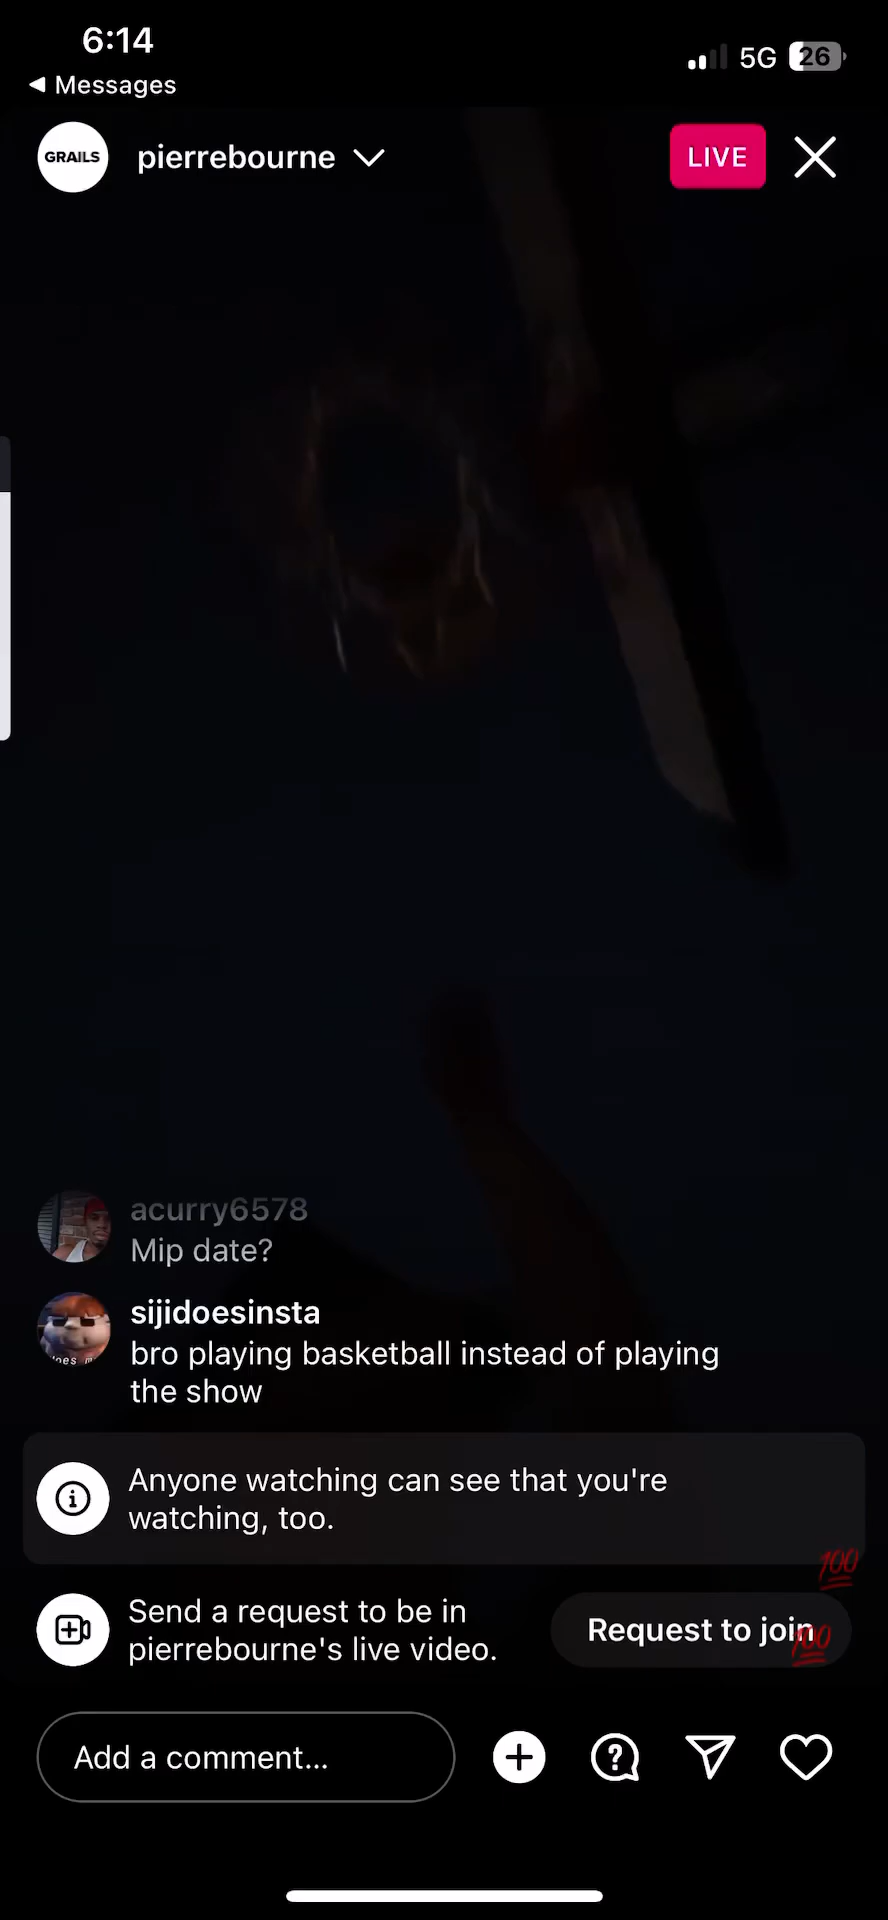 6:14
5G
26
◀ Messages
GRAILS
pierrebourne
LIVE
acurry6578
Mip date?
sijidoesinsta
bro playing basketball instead of playing
the show
Anyone watching can see that you're
watching, too.
💯
Send a request to be in
pierrebourne's live video.
Request to join
💯
Add a comment...